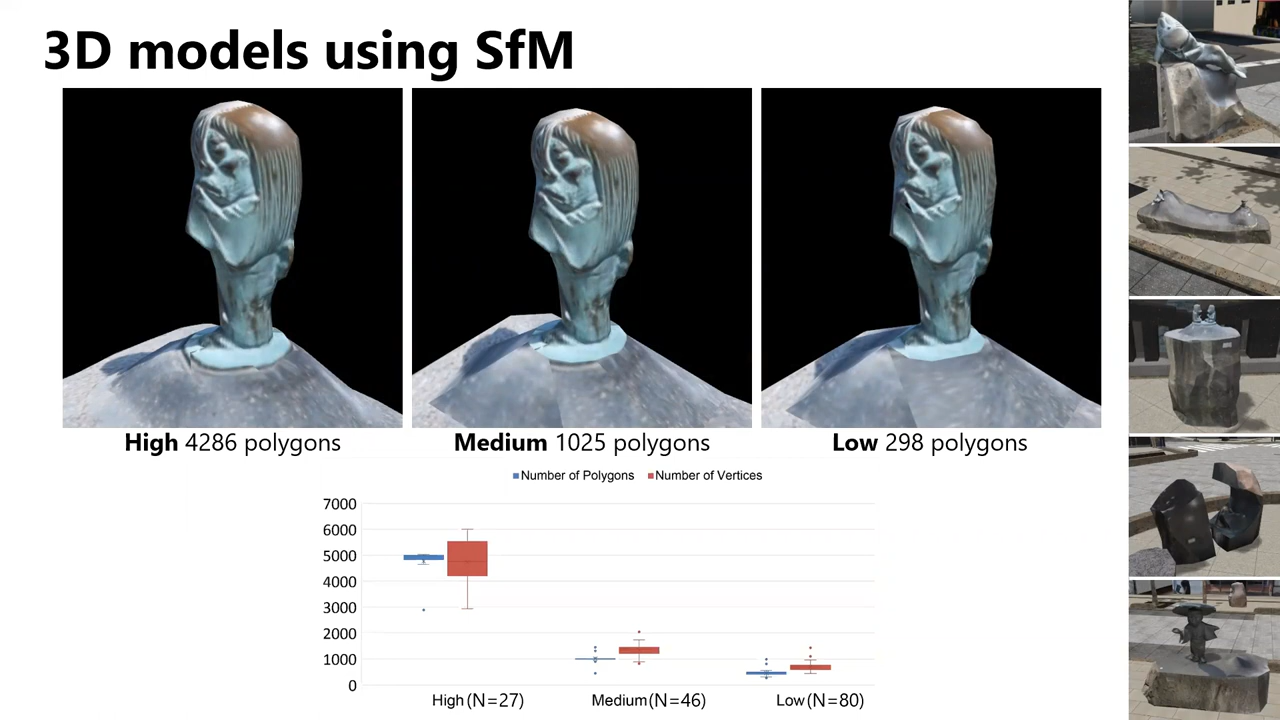 3D models using SfM
High 4286 polygons
Medium 1025 polygons
Low 298 polygons
Number of Polygons
Number of Vertices
7000
6000
5000
4000
3000
2000
1000
0
High (N=27)
Medium (N=46)
Low (N=80)